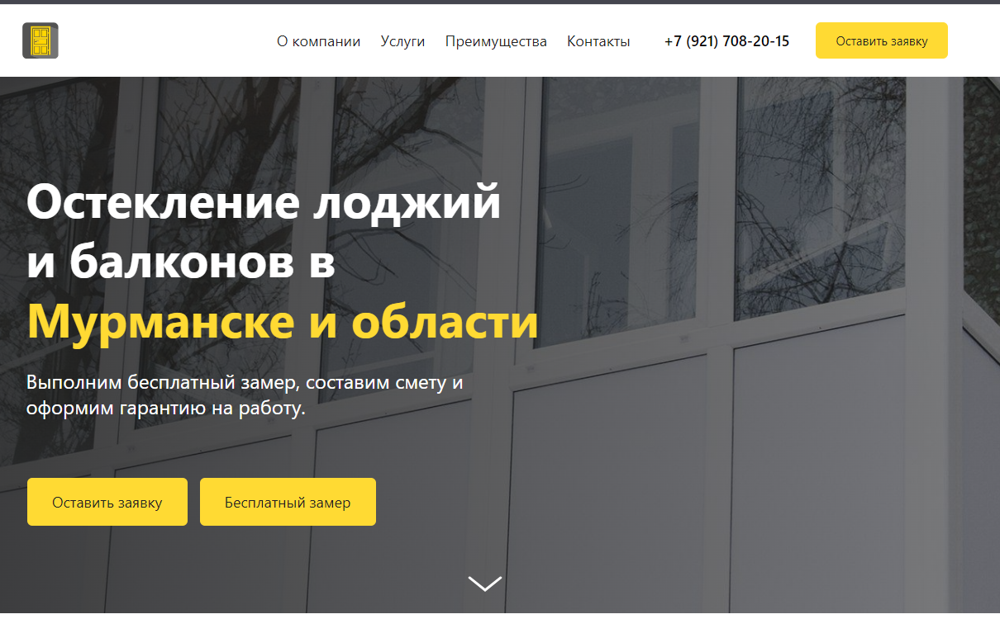 О компании Услуги Преимущества Контакты +7 (921) 708-20-15 Оставить заявку
Остекление лоджий
и балконов в
Мурманске и области
Выполним бесплатный замер, составим смету и
оформим гарантию на работу.
Оставить заявку Бесплатный замер